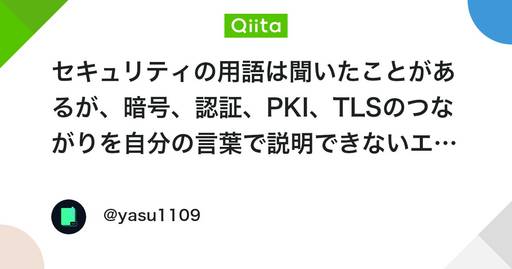 Qiita
セキュリティの用語は聞いたことがあ
るが、暗号、認証、PKI、TLSのつな
がりを自分の言葉で説明できないエ…
@yasu1109